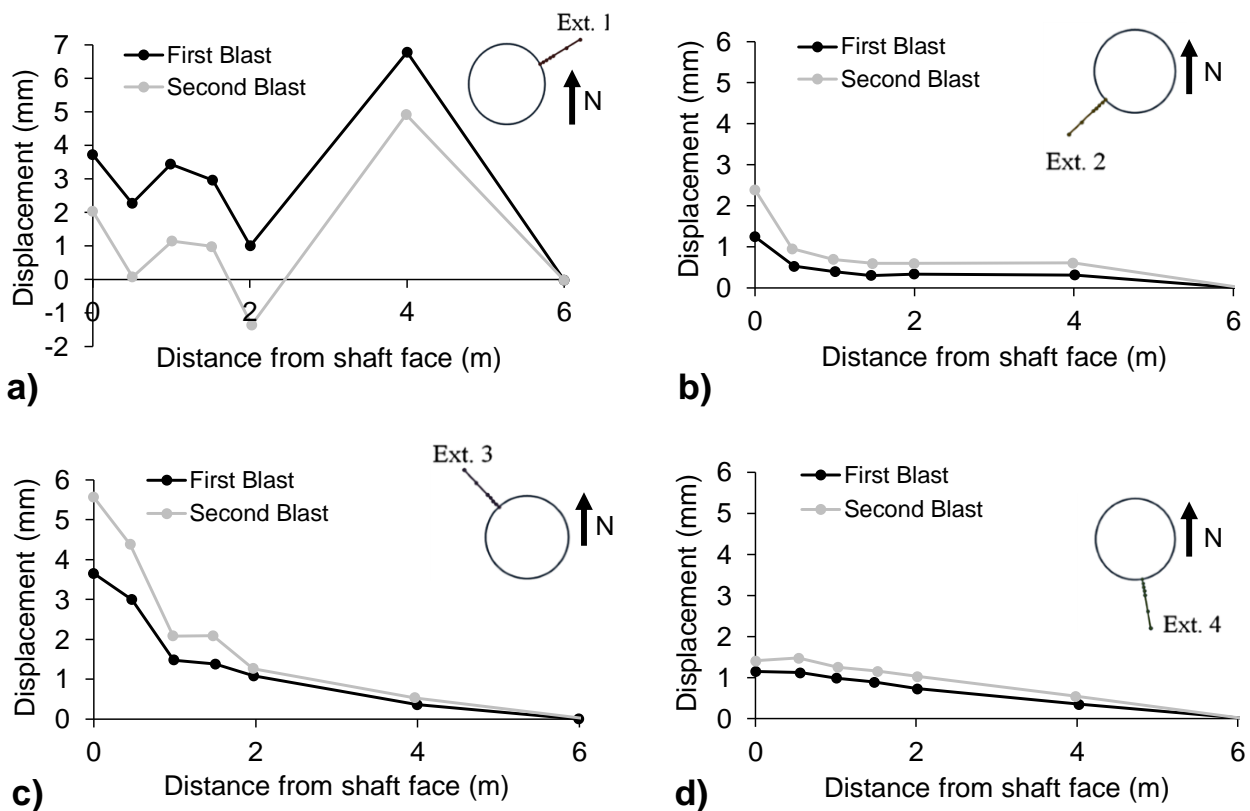 Ext. 1
First Blast
Second Blast
N
Displacement (mm)
7
6
5
4
3
2
1
0
-1
-2
0
2
4
6
Distance from shaft face (m)
a)
First Blast
Second Blast
N
Ext. 2
Displacement (mm)
6
5
4
3
2
1
0
0
2
4
6
Distance from shaft face (m)
b)
Ext. 3
First Blast
Second Blast
N
Displacement (mm)
6
5
4
3
2
1
0
0
2
4
6
Distance from shaft face (m)
c)
First Blast
Second Blast
N
Ext. 4
Displacement (mm)
6
5
4
3
2
1
0
0
2
4
6
Distance from shaft face (m)
d)